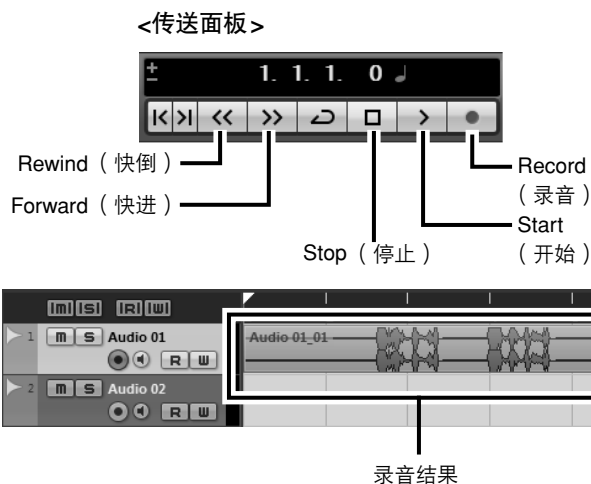 <传送面板>
1. 1. 1. 0
Rewind（快倒）
Forward（快进）
Stop（停止）
Record
（录音）
Start
（开始）
m S R W
1 m S Audio 01
R W
Audio 01_01
2 m S Audio 02
R W
录音结果